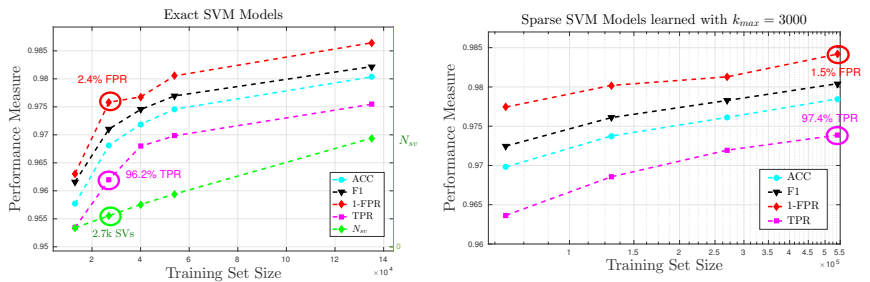 Exact SVM Models
Performance Measure
0.985
0.98
0.975
0.97
0.965
0.96
0.955
0.95
2.4% FPR
96.2% TPR
2.7k SVs
N_sv
0
ACC
F1
1-FPR
TPR
N_sv
0 2 4 6 8 10 12 14
×10⁴
Training Set Size
Sparse SVM Models learned with k_max = 3000
Performance Measure
0.985
0.98
0.975
0.97
0.965
0.96
1.5% FPR
97.4% TPR
ACC
F1
1-FPR
TPR
1 1.5 2 2.5 3 3.5 4 4.5 5 5.5
×10⁵
Training Set Size